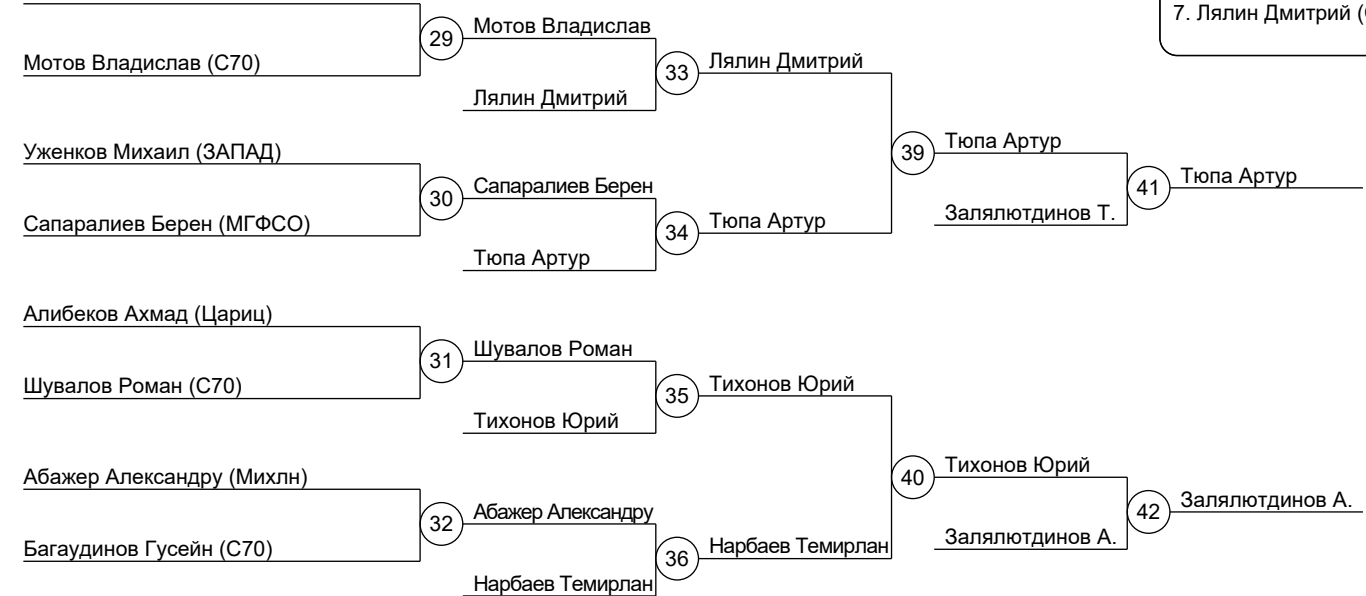 7. Лялин Дмитрий (
29
Мотов Владислав
Мотов Владислав (С70)
33
Лялин Дмитрий
Лялин Дмитрий
Уженков Михаил (ЗАПАД)
39
Тюпа Артур
30
Сапаралиев Берен
41
Тюпа Артур
Сапаралиев Берен (МГФСО)
34
Тюпа Артур
Залялютдинов Т.
Тюпа Артур
Алибеков Ахмад (Цариц)
31
Шувалов Роман
Шувалов Роман (С70)
35
Тихонов Юрий
Тихонов Юрий
Абажер Александру (Михлн)
40
Тихонов Юрий
32
Абажер Александру
42
Залялютдинов А.
Багаудинов Гусейн (С70)
36
Нарбаев Темирлан
Залялютдинов А.
Нарбаев Темирлан